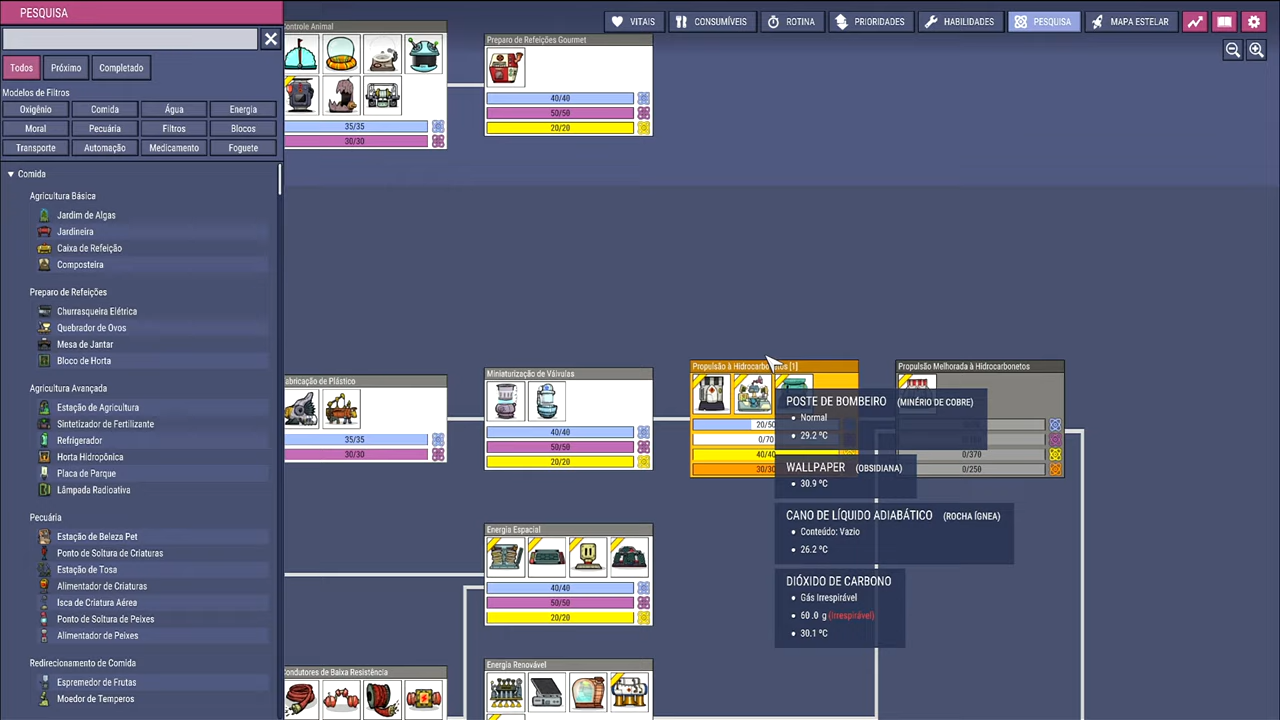 PESQUISA
VITAIS
CONSUMÍVEIS
ROTINA
PRIORIDADES
HABILIDADES
PESQUISA
MAPA ESTELAR
Todos
Próximo
Completado
Modelos de Filtros
Oxigênio
Comida
Água
Energia
Moral
Pecuária
Filtros
Blocos
Transporte
Automação
Medicamento
Foguete
Comida
Agricultura Básica
Jardim de Algas
Jardineira
Caixa de Refeição
Composteira
Preparo de Refeições
Churrasqueira Elétrica
Quebrador de Ovos
Mesa de Jantar
Bloco de Horta
Agricultura Avançada
Estação de Agricultura
Sintetizador de Fertilizante
Refrigerador
Horta Hidropônica
Placa de Parque
Lâmpada Radioativa
Pecuária
Estação de Beleza Pet
Ponto de Soltura de Criaturas
Estação de Tosa
Alimentador de Criaturas
Isca de Criatura Aérea
Ponto de Soltura de Peixes
Alimentador de Peixes
Redirecionamento de Comida
Espremedor de Frutas
Moedor de Temperos
Controle Animal
35/35
30/30
Preparo de Refeições Gourmet
40/40
50/50
20/20
Fabricação de Plástico
35/35
30/30
Miniaturização de Válvulas
40/40
50/50
20/20
Propulsão à Hidrocarbonetos [1]
20/50
0/70
40/40
30/30
Propulsão Melhorada à Hidrocarbonetos
0/370
0/250
POSTE DE BOMBEIRO (MINÉRIO DE COBRE)
Normal
29.2 ºC
WALLPAPER (OBSIDIANA)
30.9 ºC
CANO DE LÍQUIDO ADIABÁTICO (ROCHA ÍGNEA)
Conteúdo: Vazio
26.2 ºC
DIÓXIDO DE CARBONO
Gás Irrespirável
60.0 g (Irrespirável)
30.1 ºC
Energia Espacial
40/40
50/50
20/20
Condutores de Baixa Resistência
Energia Renovável